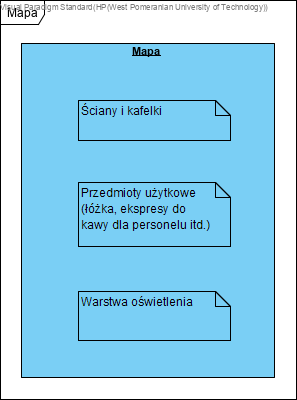 Visual Paradigm Standard(HP(West Pomeranian University of Technology))
Mapa
Mapa
Ściany i kafelki
Przedmioty użytkowe
(łóżka, ekspresy do
kawy dla personelu itd.)
Warstwa oświetlenia